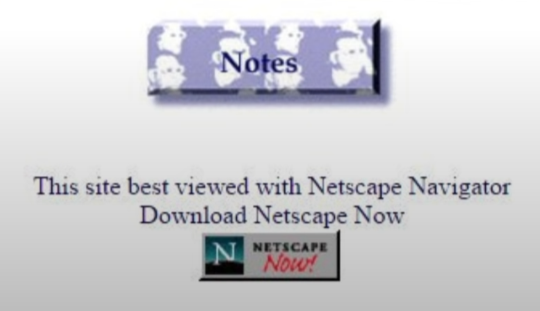 Notes
This site best viewed with Netscape Navigator
Download Netscape Now
N NETSCAPE
Now!